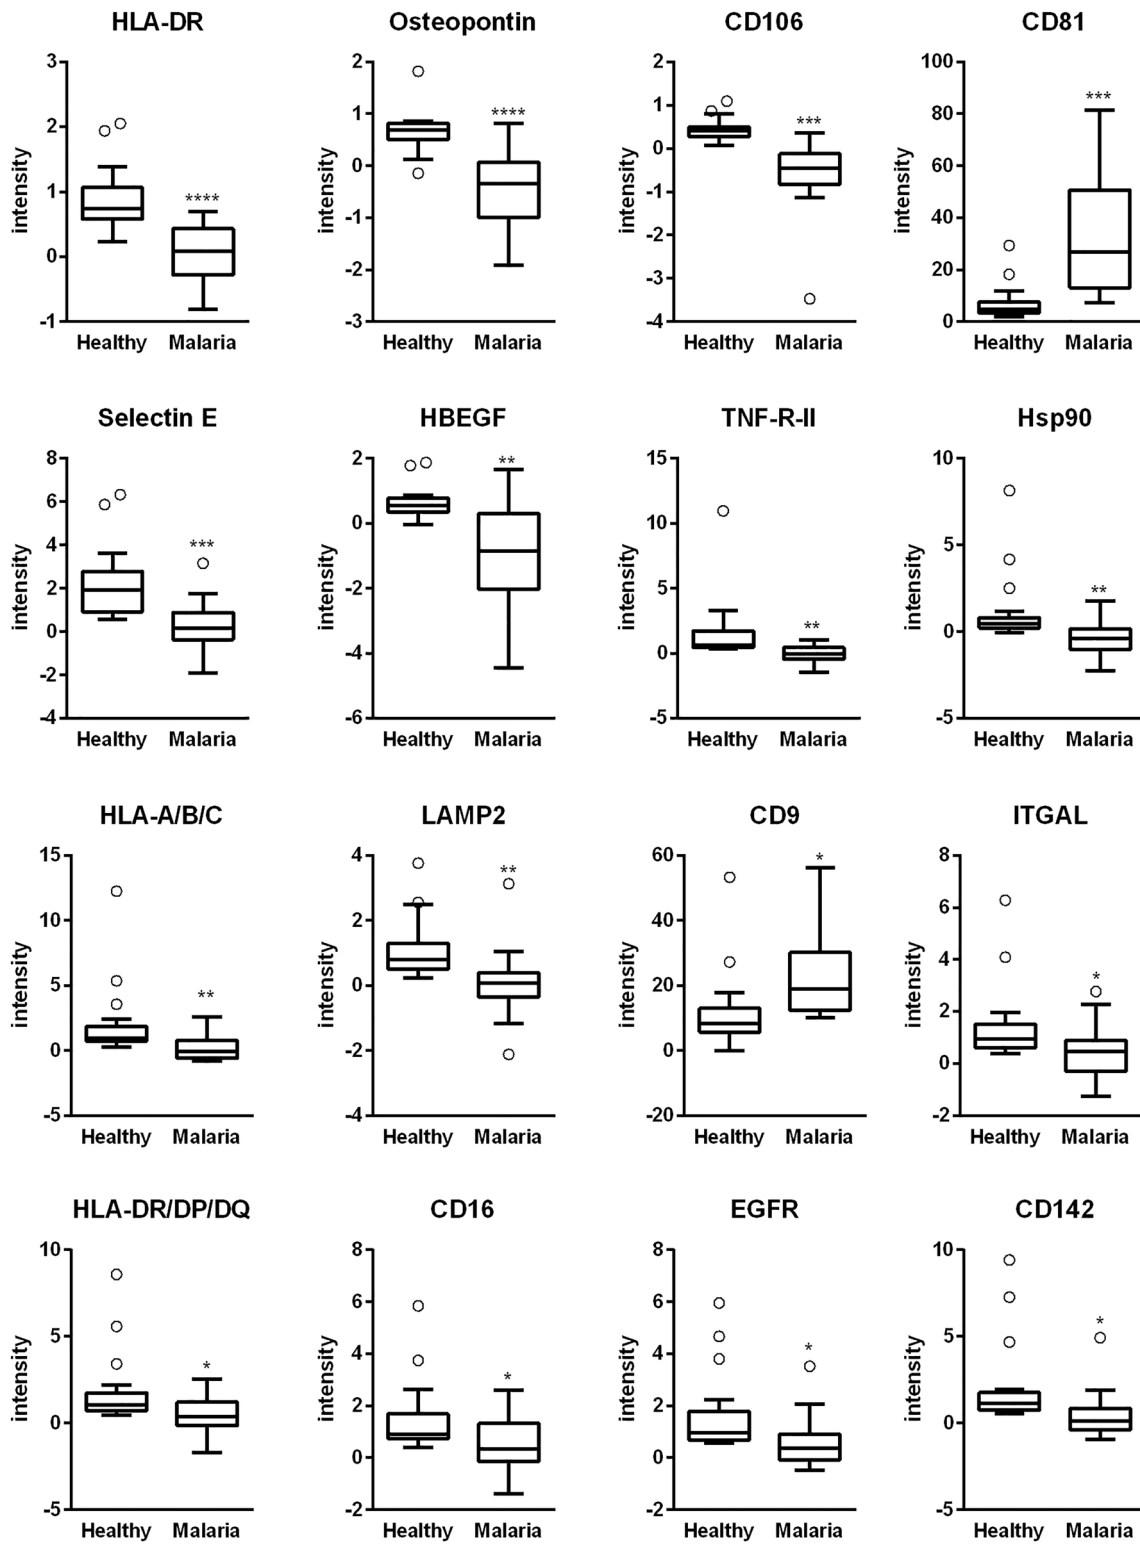 HLA-DR Osteopontin CD106 CD81
3 2 2 100
2 1 1 80
1 0 0 60
0 -1 -1 40
-1 -2 -2 20
-3 -3 0
-4
intensity intensity intensity intensity
**** **** *** ***
Healthy Malaria Healthy Malaria Healthy Malaria Healthy Malaria
Selectin E HBEGF TNF-R-II Hsp90
8 2 15 10
6 0 10 5
4 -2 5 0
2 -4 0 -5
0 -6 -5
-2
-4
intensity intensity intensity intensity
*** ** ** **
Healthy Malaria Healthy Malaria Healthy Malaria Healthy Malaria
HLA-A/B/C LAMP2 CD9 ITGAL
15 4 60 8
10 2 40 6
5 0 20 4
0 -2 0 2
-5 -4 -20 0
-2
intensity intensity intensity intensity
** ** * *
Healthy Malaria Healthy Malaria Healthy Malaria Healthy Malaria
HLA-DR/DP/DQ CD16 EGFR CD142
10 8 8 10
5 6 6 5
0 4 4 0
-5 2 2 -5
0 0
-2 -2
intensity intensity intensity intensity
* * * *
Healthy Malaria Healthy Malaria Healthy Malaria Healthy Malaria